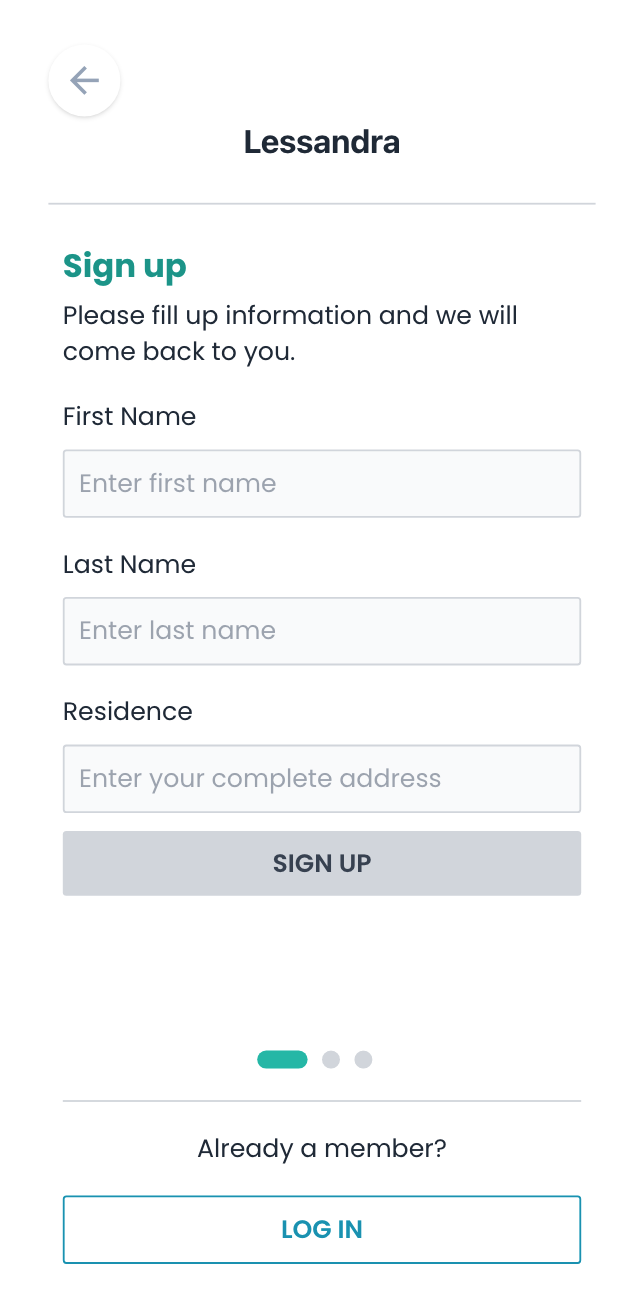 Lessandra
Sign up
Please fill up information and we will
come back to you.
First Name
Enter first name
Last Name
Enter last name
Residence
Enter your complete address
SIGN UP
Already a member?
LOG IN